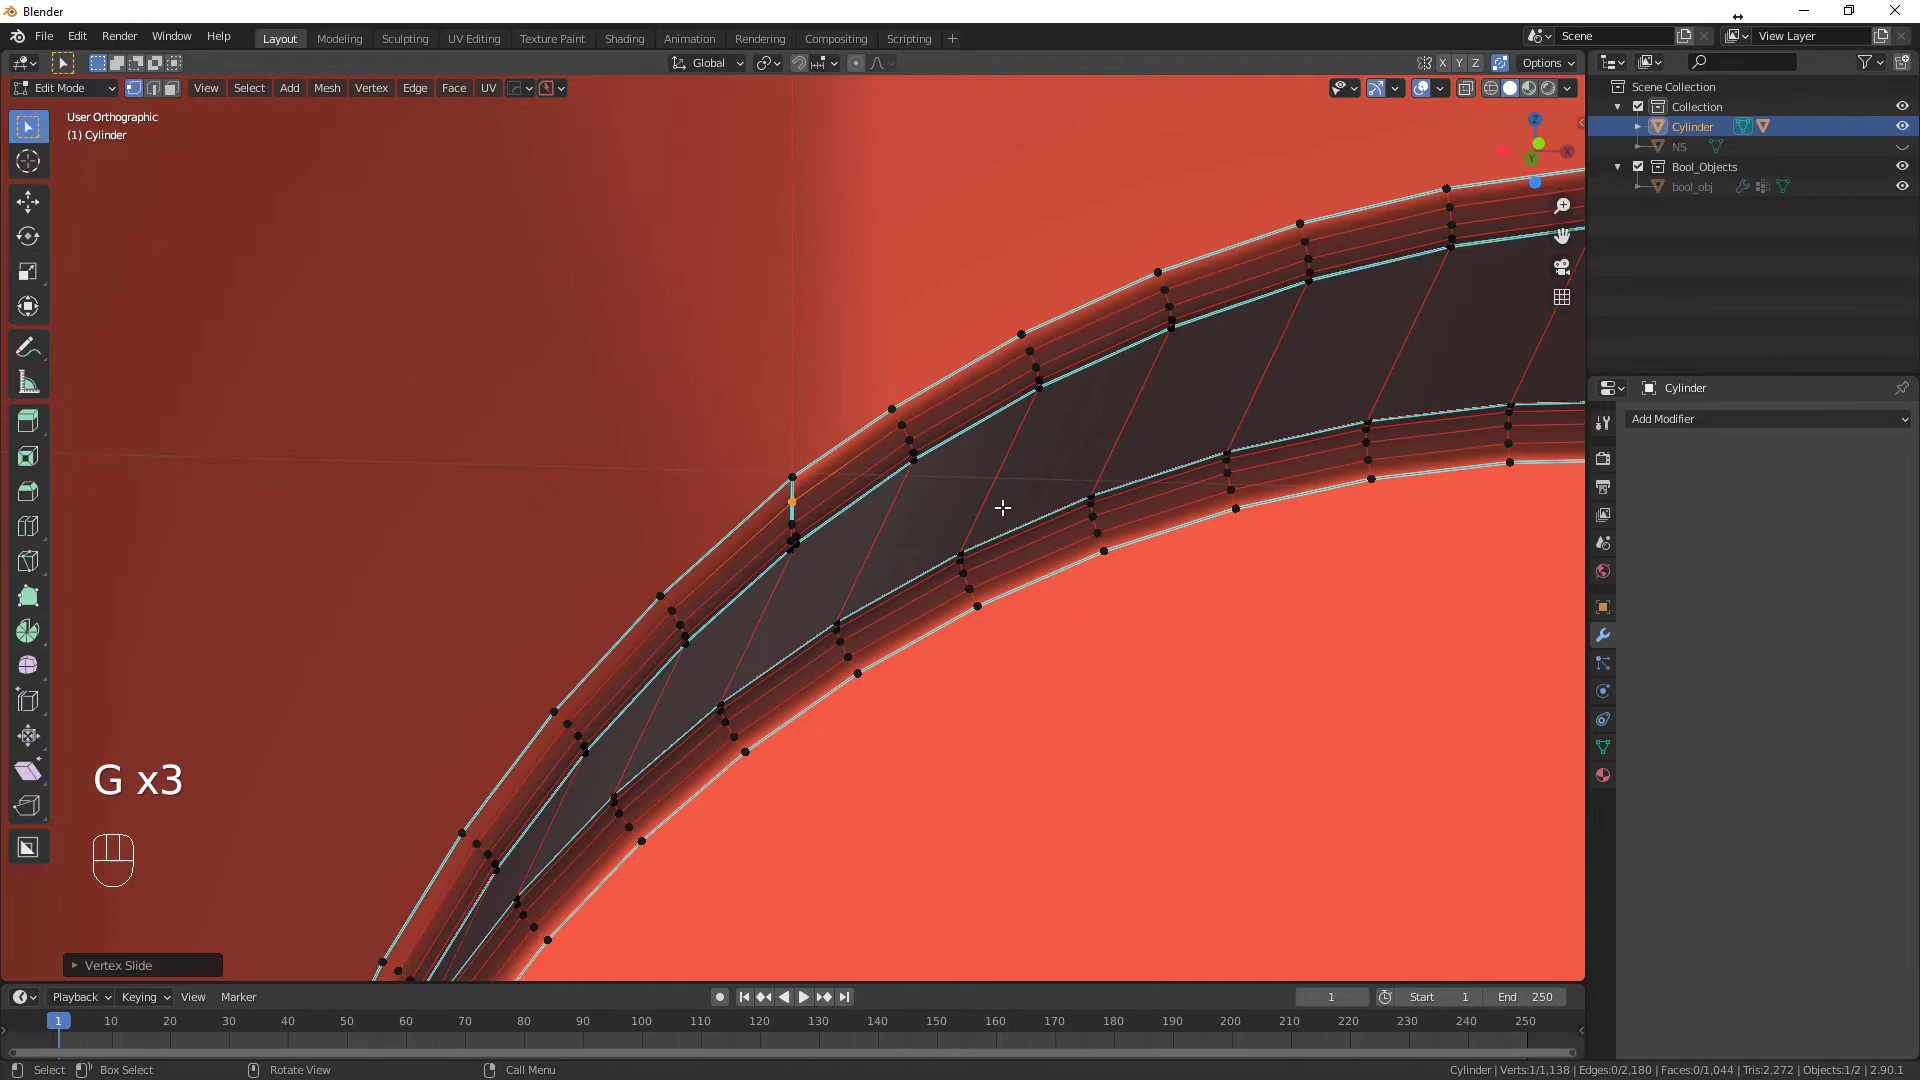 Blender
File Edit Render Window Help Layout Modeling Sculpting UV Editing Texture Paint Shading Animation Rendering Compositing Scripting Scene View Layer
Global X Y Z Options
Edit Mode View Select Add Mesh Vertex Edge Face UV
User Orthographic
(1) Cylinder
Z
X
Y
Scene Collection
Collection
Cylinder
NS
Bool_Objects
bool_obj
Cylinder
Add Modifier
G x3
Vertex Slide
Playback Keying View Marker 1 Start 1 End 250
1 10 20 30 40 50 60 70 80 90 100 110 120 130 140 150 160 170 180 190 200 210 220 230 240 250
Select Box Select Rotate View Call Menu Cylinder | Verts:1/1,138 | Edges:0/2,180 | Faces:0/1,044 | Tris:2,272 | Objects:1/2 | 2.90.1